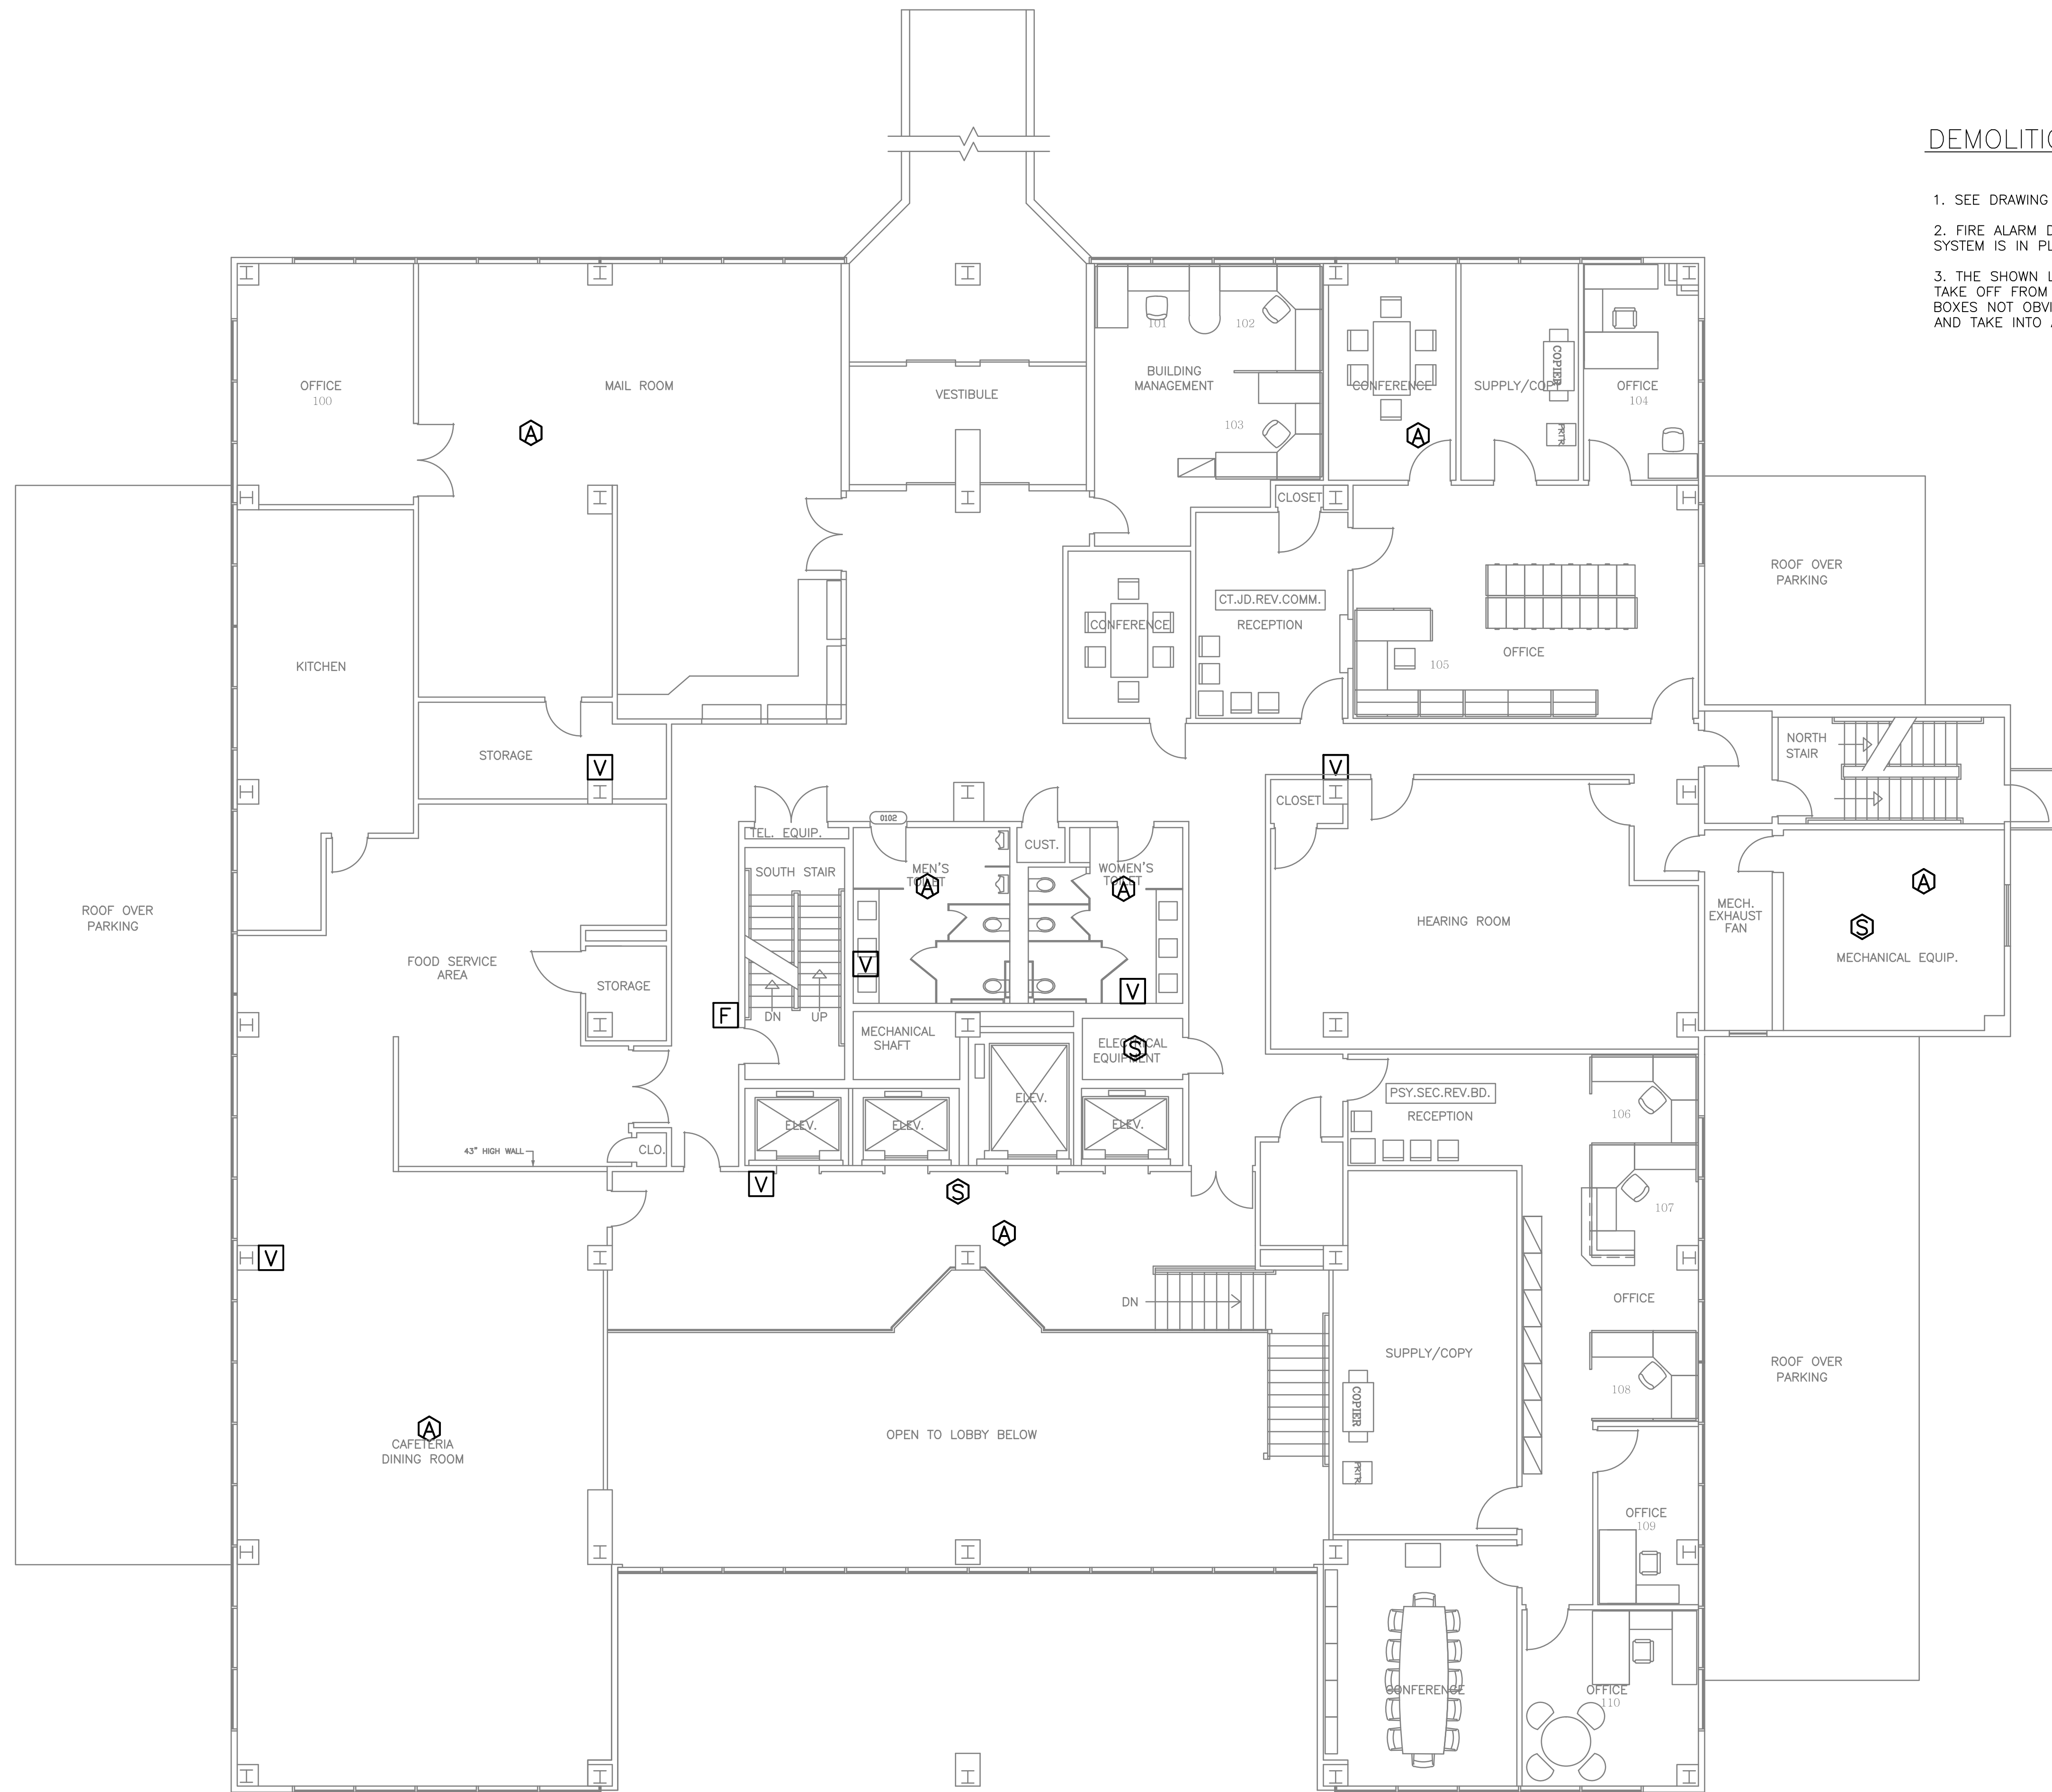 DEMOLITIO
1. SEE DRAWING
2. FIRE ALARM D
SYSTEM IS IN PL
3. THE SHOWN L
TAKE OFF FROM
BOXES NOT OBVI
AND TAKE INTO A
OFFICE
100
MAIL ROOM
A
VESTIBULE
101
102
BUILDING
MANAGEMENT
103
CONFERENCE
A
SUPPLY/COPY
COPIER
PRTR
OFFICE
104
CLOSET
KITCHEN
CONFERENCE
CT.JD.REV.COMM.
RECEPTION
105
OFFICE
ROOF OVER
PARKING
STORAGE
V
V
NORTH
STAIR
CLOSET
TEL. EQUIP.
0102
CUST.
SOUTH STAIR
MEN'S
TOILET
A
WOMEN'S
TOILET
A
ROOF OVER
PARKING
HEARING ROOM
MECH.
EXHAUST
FAN
A
S
MECHANICAL EQUIP.
FOOD SERVICE
AREA
STORAGE
V
V
F
DN
UP
MECHANICAL
SHAFT
ELECTRICAL
EQUIPMENT
S
ELEV.
ELEV.
ELEV.
ELEV.
PSY.SEC.REV.BD.
RECEPTION
106
43" HIGH WALL
CLO.
V
S
A
107
V
DN
OFFICE
SUPPLY/COPY
ROOF OVER
PARKING
108
COPIER
PRTR
A
CAFETERIA
DINING ROOM
OPEN TO LOBBY BELOW
OFFICE
109
CONFERENCE
OFFICE
110